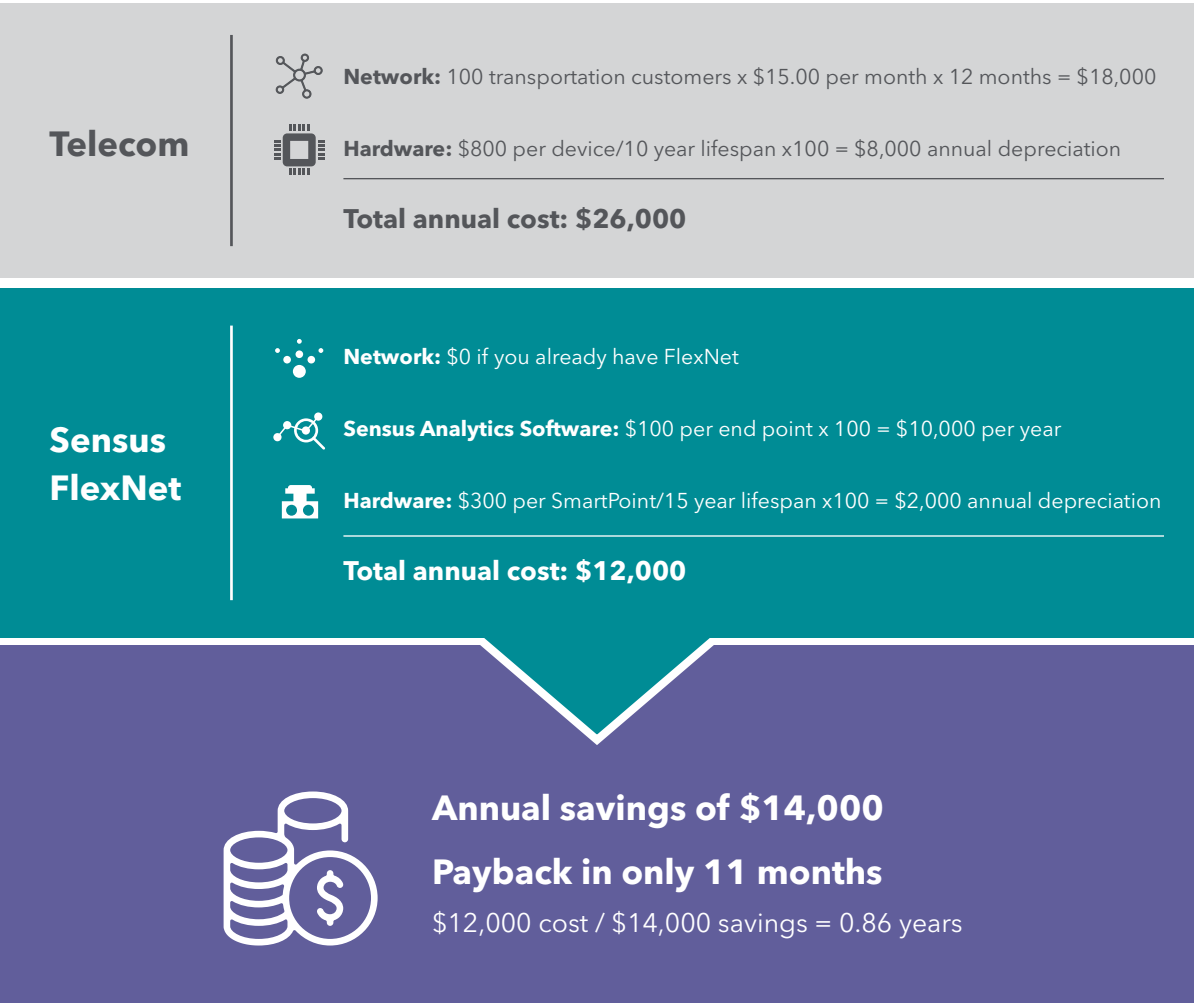 Telecom
Network: 100 transportation customers x $15.00 per month x 12 months = $18,000
Hardware: $800 per device/10 year lifespan x100 = $8,000 annual depreciation
Total annual cost: $26,000
Sensus
FlexNet
Network: $0 if you already have FlexNet
Sensus Analytics Software: $100 per end point x 100 = $10,000 per year
Hardware: $300 per SmartPoint/15 year lifespan x100 = $2,000 annual depreciation
Total annual cost: $12,000
$
Annual savings of $14,000
Payback in only 11 months
$12,000 cost / $14,000 savings = 0.86 years